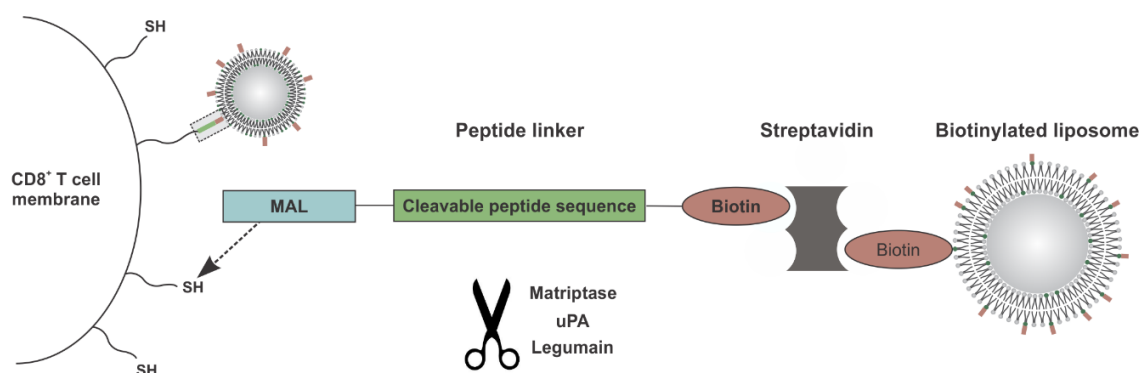 SH
Peptide linker
Streptavidin
Biotinylated liposome
CD8⁺ T cell
membrane
MAL
Cleavable peptide sequence
Biotin
Biotin
SH
Matriptase
uPA
Legumain
SH